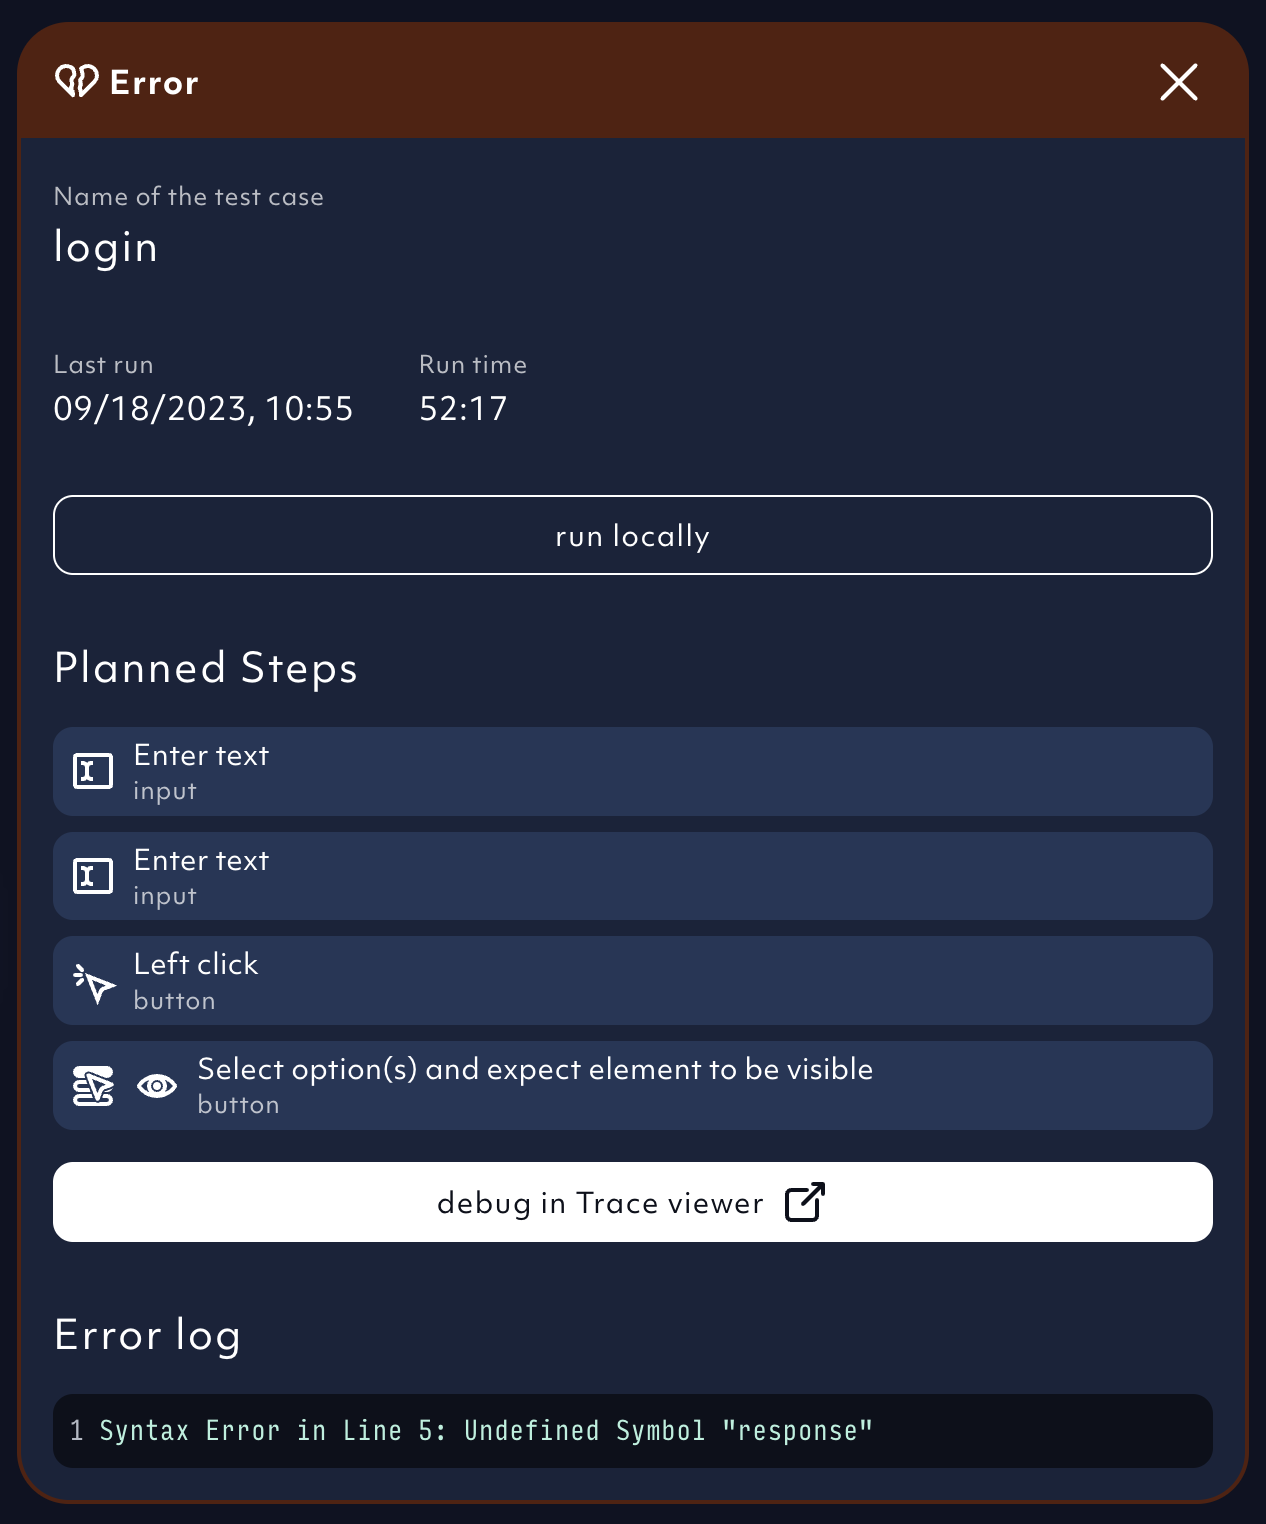 Error
Name of the test case
login
Last run
Run time
09/18/2023, 10:55
52:17
run locally
Planned Steps
Enter text
input
Enter text
input
Left click
button
Select option(s) and expect element to be visible
button
debug in Trace viewer
Error log
1 Syntax Error in Line 5: Undefined Symbol "response"